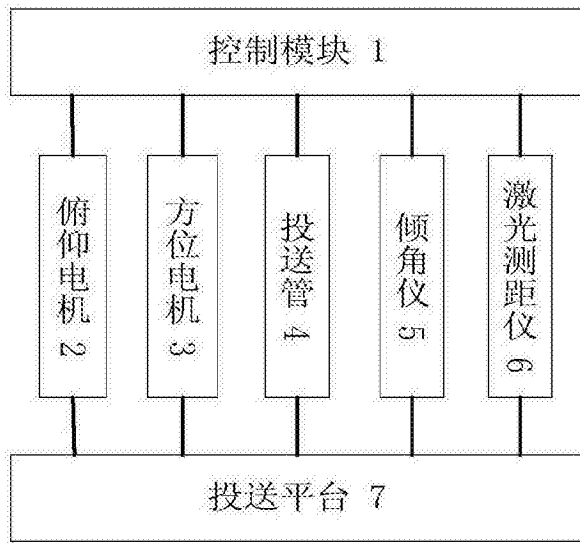 控制模块 1
俯仰电机 2
方位电机 3
投送管 4
倾角仪 5
激光测距仪 6
投送平台 7